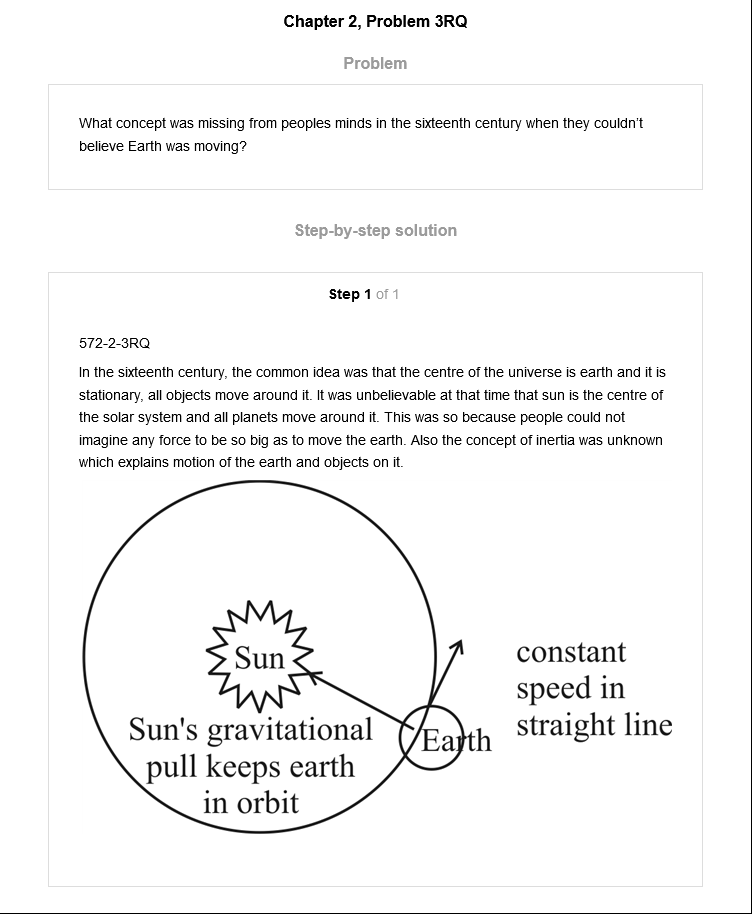 Chapter 2, Problem 3RQ
Problem
What concept was missing from peoples minds in the sixteenth century when they couldn't
believe Earth was moving?
Step-by-step solution
Step 1 of 1
572-2-3RQ
In the sixteenth century, the common idea was that the centre of the universe is earth and it is
stationary, all objects move around it. It was unbelievable at that time that sun is the centre of
the solar system and all planets move around it. This was so because people could not
imagine any force to be so big as to move the earth. Also the concept of inertia was unknown
which explains motion of the earth and objects on it.
Sun
Sun's gravitational
pull keeps earth
in orbit
Earth
constant
speed in
straight line